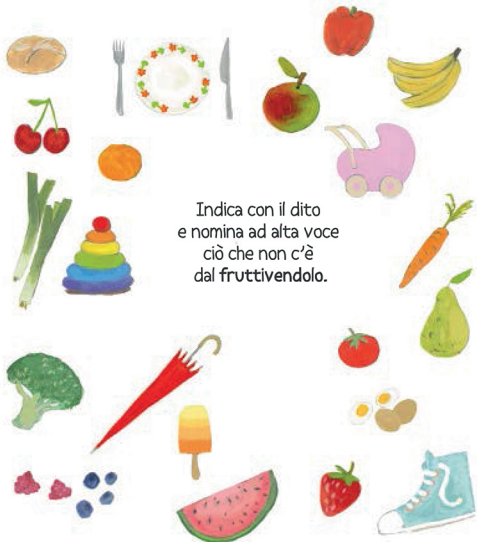 Indica con il dito
e nomina ad alta voce
ciò che non c'è
dal fruttivendolo.